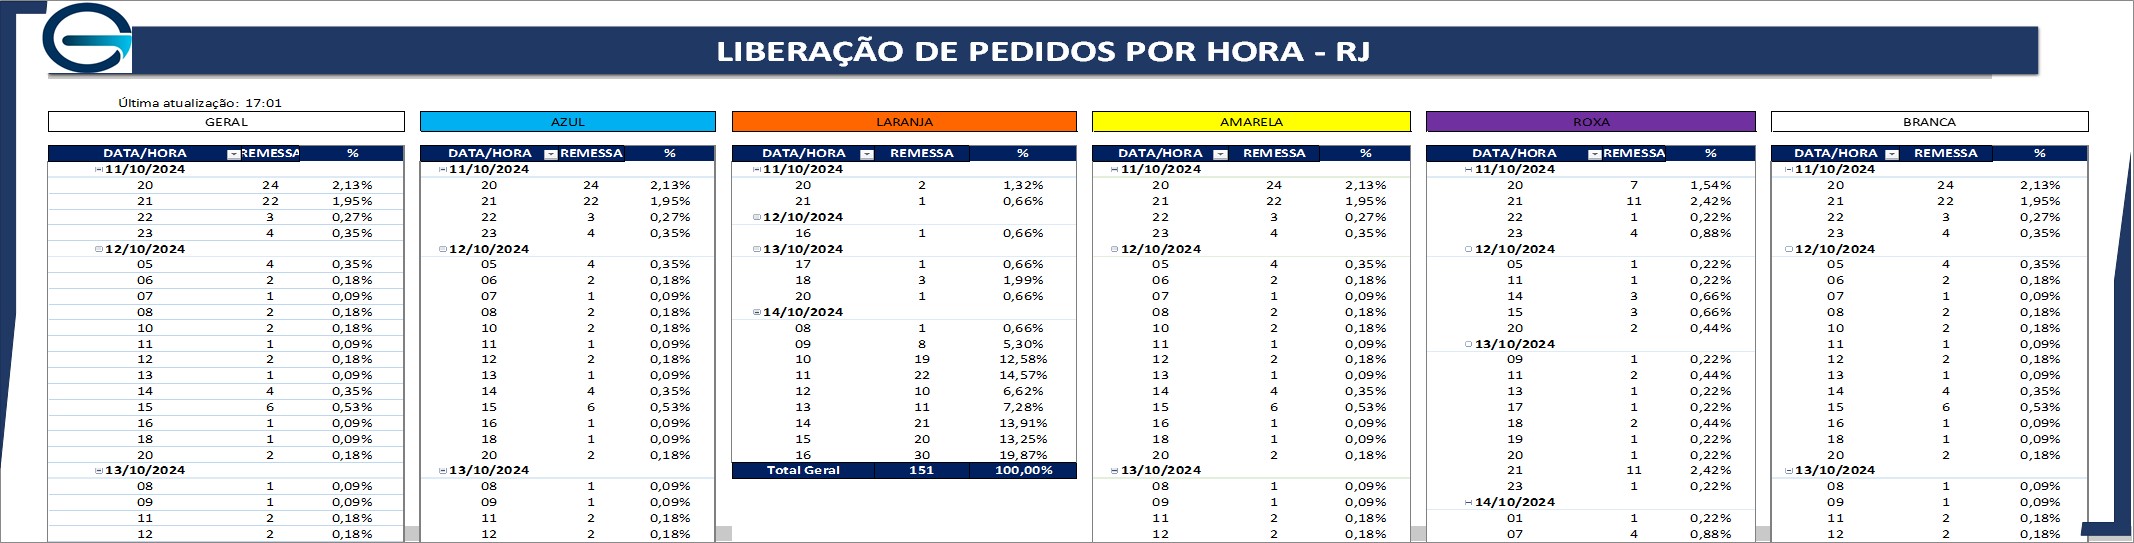 LIBERAÇÃO DE PEDIDOS POR HORA - RJ
Última atualização: 17:01
GERAL AZUL LARANJA AMARELA ROXA BRANCA
DATA/HORA REMESSA % DATA/HORA REMESSA % DATA/HORA REMESSA % DATA/HORA REMESSA % DATA/HORA REMESSA % DATA/HORA REMESSA %
11/10/2024 11/10/2024 11/10/2024 11/10/2024 11/10/2024 11/10/2024
20 24 2,13% 20 24 2,13% 20 2 1,32% 20 24 2,13% 20 7 1,54% 20 24 2,13%
21 22 1,95% 21 22 1,95% 21 1 0,66% 21 22 1,95% 21 11 2,42% 21 22 1,95%
22 3 0,27% 22 3 0,27% 12/10/2024 22 3 0,27% 22 1 0,22% 22 3 0,27%
23 4 0,35% 23 4 0,35% 16 1 0,66% 23 4 0,35% 23 4 0,88% 23 4 0,35%
12/10/2024 12/10/2024 13/10/2024 12/10/2024 12/10/2024 12/10/2024
05 4 0,35% 05 4 0,35% 17 1 0,66% 05 4 0,35% 05 1 0,22% 05 4 0,35%
06 2 0,18% 06 2 0,18% 18 3 1,99% 06 2 0,18% 11 1 0,22% 06 2 0,18%
07 1 0,09% 07 1 0,09% 20 1 0,66% 07 1 0,09% 14 3 0,66% 07 1 0,09%
08 2 0,18% 08 2 0,18% 14/10/2024 08 2 0,18% 15 3 0,66% 08 2 0,18%
10 2 0,18% 10 2 0,18% 08 1 0,66% 10 2 0,18% 20 2 0,44% 10 2 0,18%
11 1 0,09% 11 1 0,09% 09 8 5,30% 11 1 0,09% 13/10/2024 11 1 0,09%
12 2 0,18% 12 2 0,18% 10 19 12,58% 12 2 0,18% 09 1 0,22% 12 2 0,18%
13 1 0,09% 13 1 0,09% 11 22 14,57% 13 1 0,09% 11 2 0,44% 13 1 0,09%
14 4 0,35% 14 4 0,35% 12 10 6,62% 14 4 0,35% 13 1 0,22% 14 4 0,35%
15 6 0,53% 15 6 0,53% 13 11 7,28% 15 6 0,53% 17 1 0,22% 15 6 0,53%
16 1 0,09% 16 1 0,09% 14 21 13,91% 16 1 0,09% 18 2 0,44% 16 1 0,09%
18 1 0,09% 18 1 0,09% 15 20 13,25% 18 1 0,09% 19 1 0,22% 18 1 0,09%
20 2 0,18% 20 2 0,18% 16 30 19,87% 20 2 0,18% 20 1 0,22% 20 2 0,18%
13/10/2024 13/10/2024 Total Geral 151 100,00% 13/10/2024 21 11 2,42% 13/10/2024
08 1 0,09% 08 1 0,09% 08 1 0,09% 23 1 0,22% 08 1 0,09%
09 1 0,09% 09 1 0,09% 09 1 0,09% 14/10/2024 09 1 0,09%
11 2 0,18% 11 2 0,18% 11 2 0,18% 01 1 0,22% 11 2 0,18%
12 2 0,18% 12 2 0,18% 12 2 0,18% 07 4 0,88% 12 2 0,18%